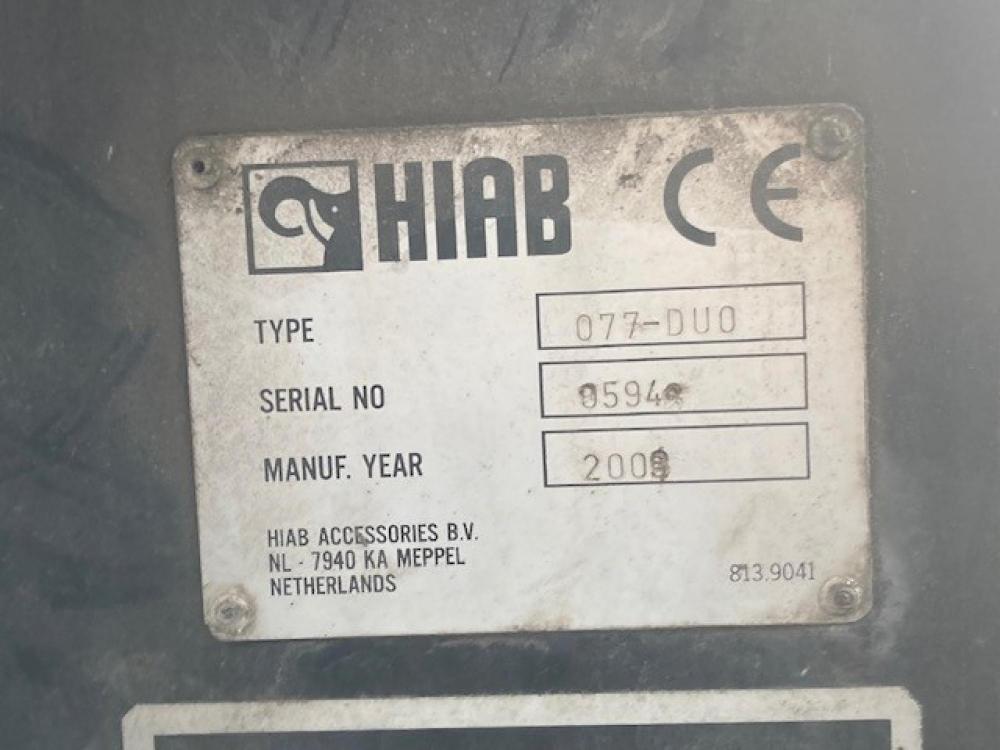 HIAB CE
TYPE 077-DUO
SERIAL NO
MANUF. YEAR
HIAB ACCESSORIES B.V.
NL - 7940 KA MEPPEL
NETHERLANDS
813.9041